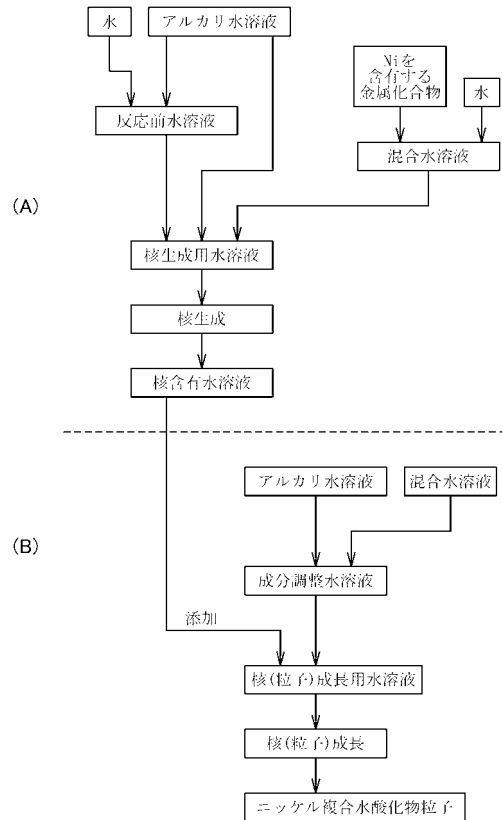 水
アルカリ水溶液
Niを
含有する
金属化合物
水
反応前水溶液
混合水溶液
(A)
核生成用水溶液
核生成
核含有水溶液
アルカリ水溶液
混合水溶液
(B)
成分調整水溶液
添加
核(粒子)成長用水溶液
核(粒子)成長
ニッケル複合水酸化物粒子